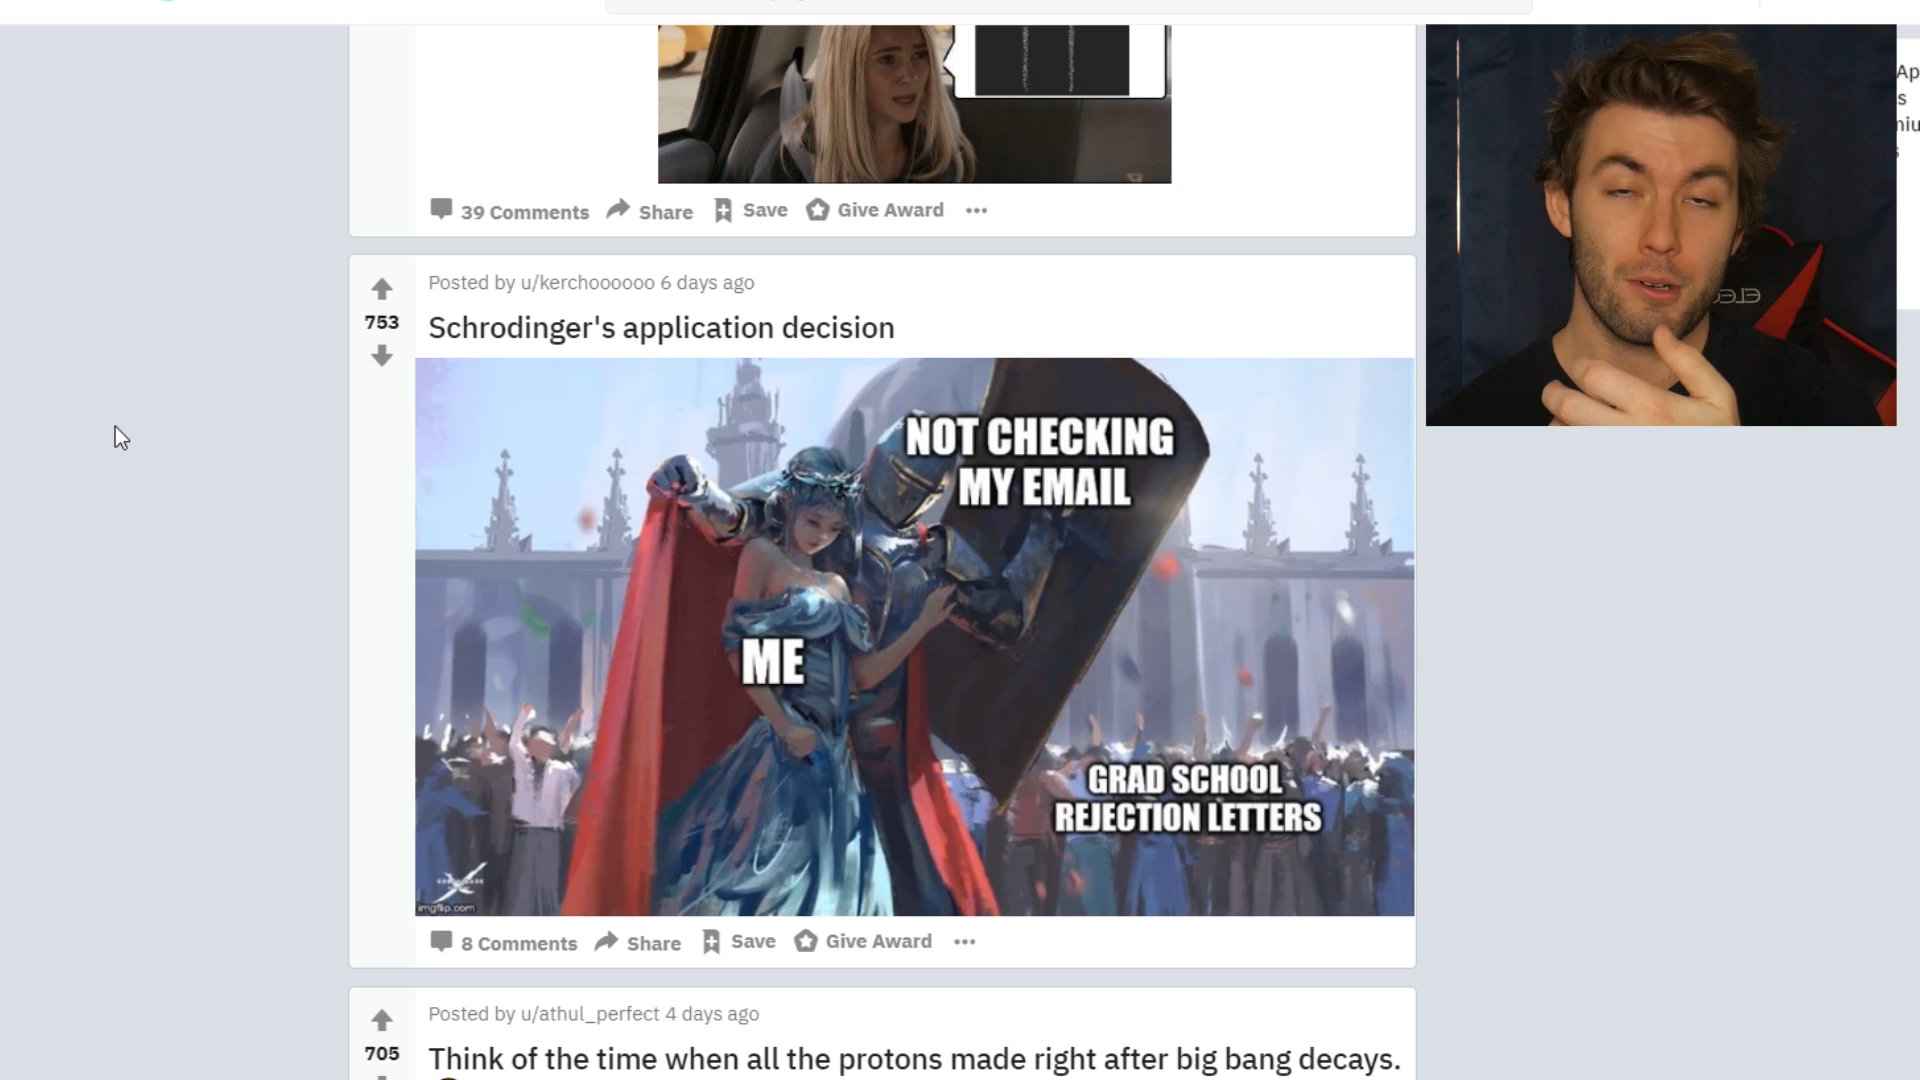 39 Comments Share Save Give Award
Posted by u/kerchoooooo 6 days ago
753
Schrodinger's application decision
NOT CHECKING
MY EMAIL
ME
GRAD SCHOOL
REJECTION LETTERS
imgflip.com
8 Comments Share Save Give Award
Posted by u/athul_perfect 4 days ago
705
Think of the time when all the protons made right after big bang decays.